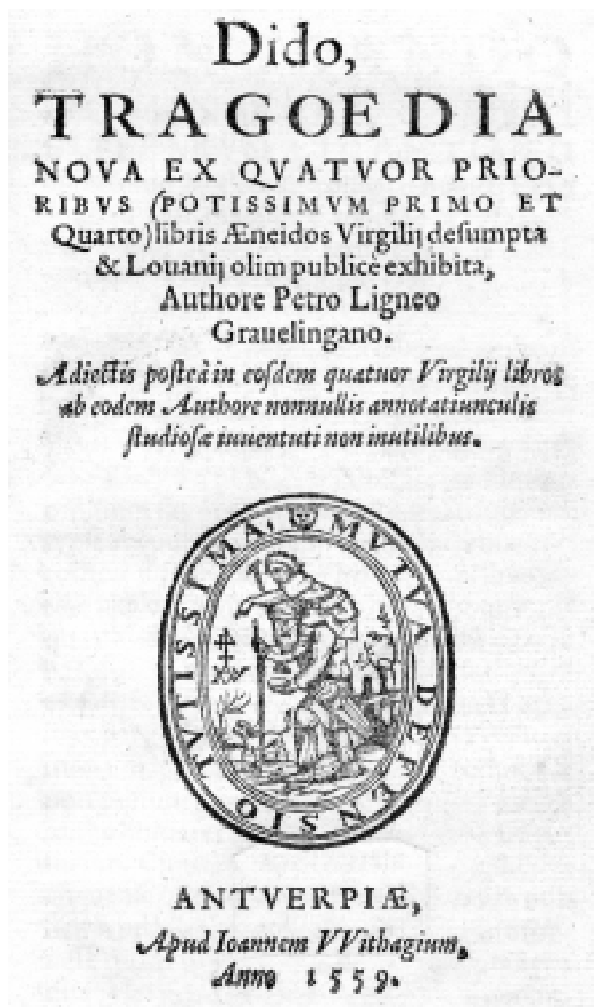 Dido,
TRAGOEDIA
NOVA EX QVATVOR PRIO-
RIBVS (POTISSIMVM PRIMO ET
Quarto) libris Æneidos Virgilij desumpta
& Louanij olim publicè exhibita,
Authore Petro Ligneo
Grauelingano.
Adiectis posteà in eosdem quatuor Virgilij libros
ab eodem Authore nonnullis annotatiunculis
studiosæ iuuentuti non inutilibus.
MVTVA DEFENSIO TVTISSIMA.
ANTVERPIÆ,
Apud Ioannem VVithagium,
Anno 1559.